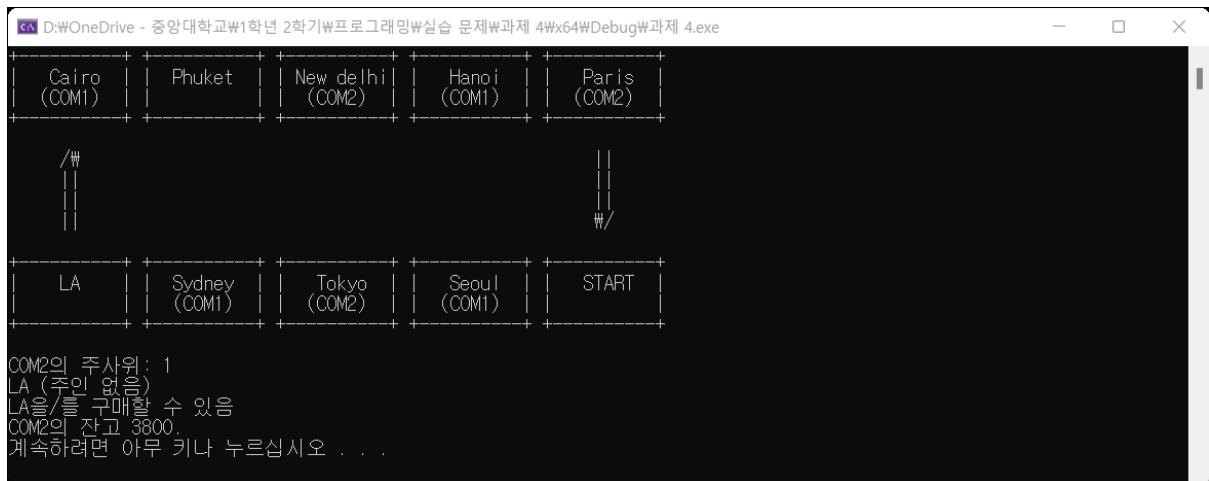 D:₩OneDrive - 중앙대학교₩1학년 2학기₩프로그래밍₩실습 문제₩과제 4₩x64₩Debug₩과제 4.exe
+----------+ +----------+ +----------+ +----------+ +----------+
|   Cairo  | |  Phuket  | | New delhi| |   Hanoi  | |   Paris  |
|  (COM1)  | |          | |  (COM2)  | |  (COM1)  | |  (COM2)  |
+----------+ +----------+ +----------+ +----------+ +----------+
/₩ ||
|| ||
|| ||
|| ₩/
+----------+ +----------+ +----------+ +----------+ +----------+
|    LA    | |  Sydney  | |   Tokyo  | |   Seoul  | |   START  |
|          | |  (COM1)  | |  (COM2)  | |  (COM1)  | |          |
+----------+ +----------+ +----------+ +----------+ +----------+
COM2의 주사위: 1
LA (주인 없음)
LA을/를 구매할 수 있음
COM2의 잔고 3800.
계속하려면 아무 키나 누르십시오 . . .